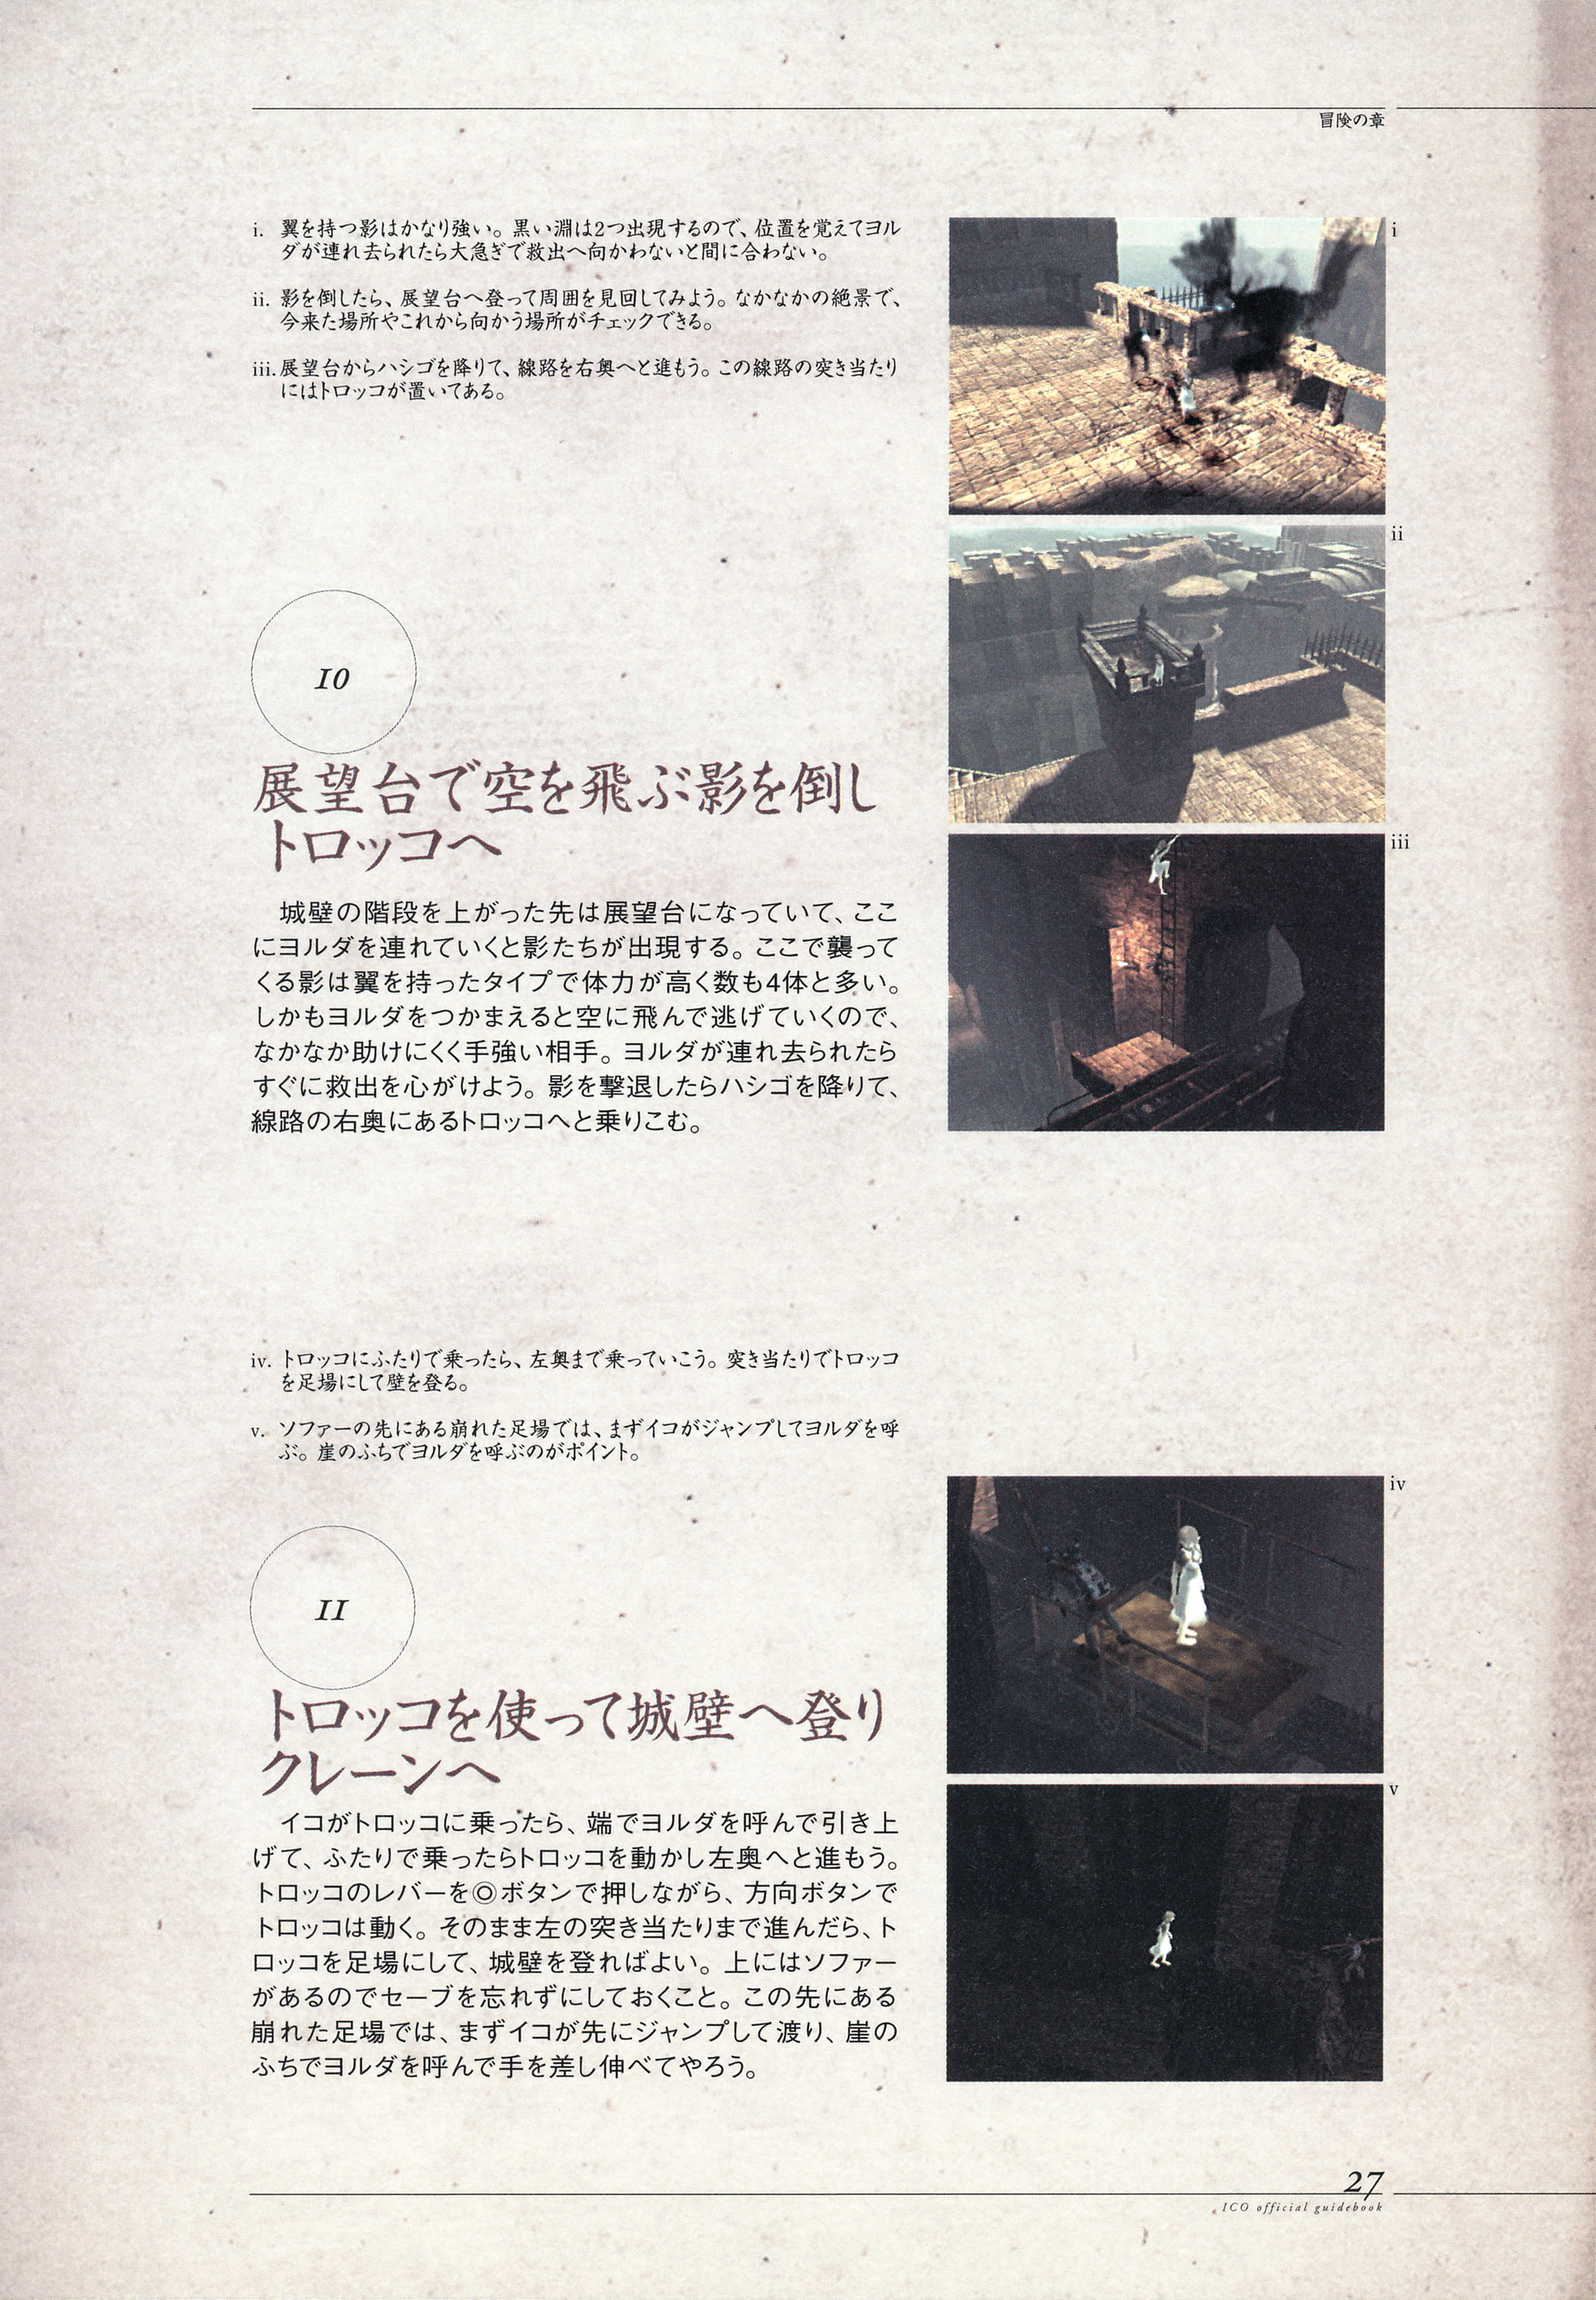 冒険の章
i. 翼を持つ影はかなり強い。黒い淵は2つ出現するので、位置を覚えてヨル
ダが連れ去られたら大急ぎで救出へ向かわないと間に合わない。
ii. 影を倒したら、展望台へ登って周囲を見回してみよう。なかなかの絶景で、
今来た場所やこれから向かう場所がチェックできる。
iii. 展望台からハシゴを降りて、線路を右奥へと進もう。この線路の突き当たり
にはトロッコが置いてある。
i
ii
iii
10
展望台で空を飛ぶ影を倒し
トロッコへ
城壁の階段を上がった先は展望台になっていて、ここ
にヨルダを連れていくと影たちが出現する。ここで襲って
くる影は翼を持ったタイプで体力が高く数も4体と多い。
しかもヨルダをつかまえると空に飛んで逃げていくので、
なかなか助けにくく手強い相手。ヨルダが連れ去られたら
すぐに救出を心がけよう。影を撃退したらハシゴを降りて、
線路の右奥にあるトロッコへと乗りこむ。
iv. トロッコにふたりで乗ったら、左奥まで乗っていこう。突き当たりでトロッコ
を足場にして壁を登る。
v. ソファーの先にある崩れた足場では、まずイコがジャンプしてヨルダを呼
ぶ。崖のふちでヨルダを呼ぶのがポイント。
iv
v
11
トロッコを使って城壁へ登り
クレーンへ
イコがトロッコに乗ったら、端でヨルダを呼んで引き上
げて、ふたりで乗ったらトロッコを動かし左奥へと進もう。
トロッコのレバーを◎ボタンで押しながら、方向ボタンで
トロッコは動く。そのまま左の突き当たりまで進んだら、ト
ロッコを足場にして、城壁を登ればよい。上にはソファー
があるのでセーブを忘れずにしておくこと。この先にある
崩れた足場では、まずイコが先にジャンプして渡り、崖の
ふちでヨルダを呼んで手を差し伸べてやろう。
27
ICO official guidebook